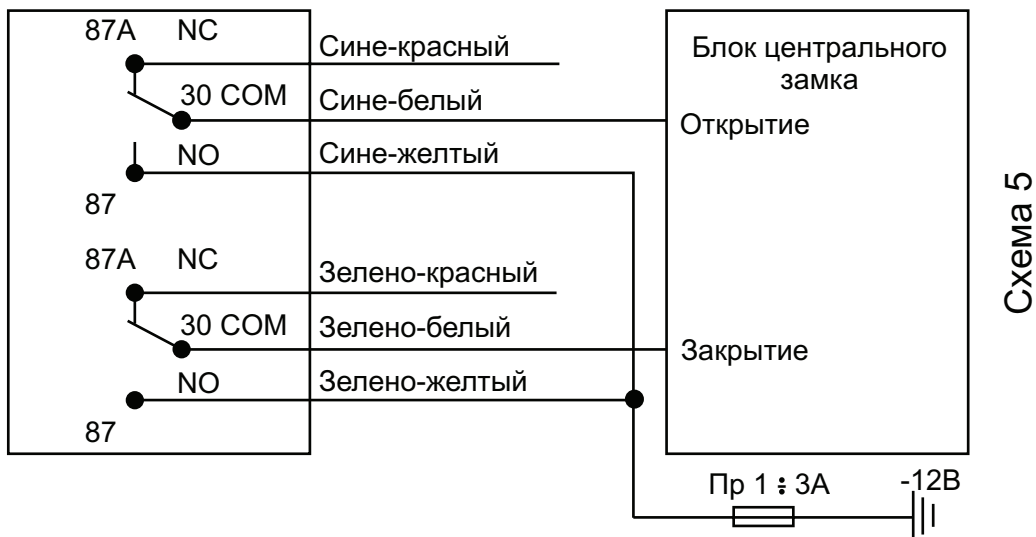 87A NC
Сине-красный
30 COM
Сине-белый
NO
Сине-желтый
87
87A NC
Зелено-красный
30 COM
Зелено-белый
NO
Зелено-желтый
87
Блок центрального
замка
Открытие
Закрытие
Пр 1 ÷ 3А
-12В
Схема 5